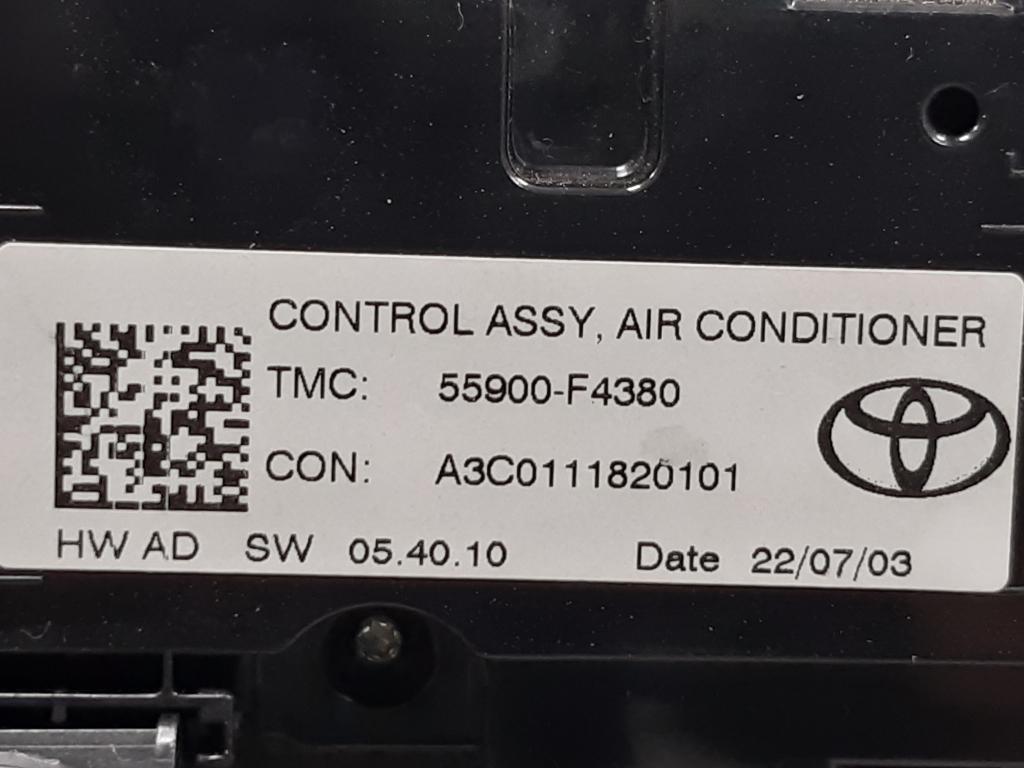 CONTROL ASSY, AIR CONDITIONER
TMC: 55900-F4380
CON: A3C0111820101
HW AD SW 05.40.10 Date 22/07/03